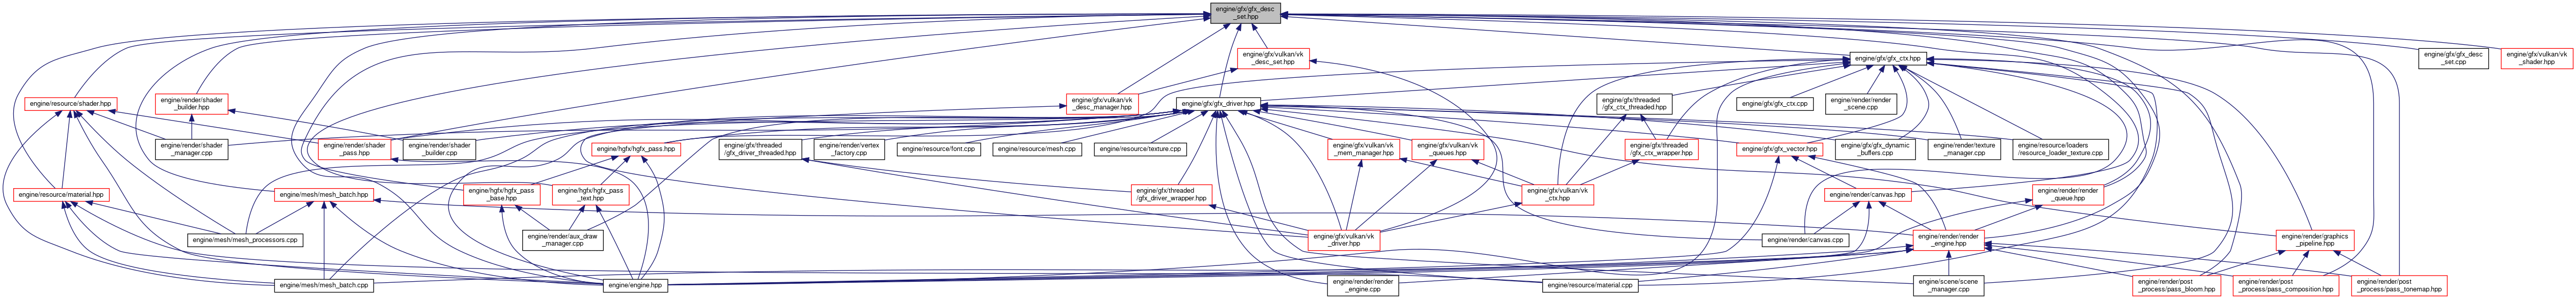 engine/gfx/gfx_desc
_set.hpp
engine/gfx/vulkan/vk
_desc_set.hpp
engine/gfx/gfx_ctx.hpp
engine/gfx/gfx_desc
_set.cpp
engine/gfx/vulkan/vk
_shader.hpp
engine/resource/shader.hpp
engine/render/shader
_builder.hpp
engine/gfx/vulkan/vk
_desc_manager.hpp
engine/gfx/gfx_driver.hpp
engine/gfx/threaded
/gfx_ctx_threaded.hpp
engine/gfx/gfx_ctx.cpp
engine/render/render
_scene.cpp
engine/render/shader
_manager.cpp
engine/render/shader
_pass.hpp
engine/render/shader
_builder.cpp
engine/hgfx/hgfx_pass.hpp
engine/gfx/threaded
/gfx_driver_threaded.hpp
engine/render/vertex
_factory.cpp
engine/resource/font.cpp
engine/resource/mesh.cpp
engine/resource/texture.cpp
engine/gfx/vulkan/vk
_mem_manager.hpp
engine/gfx/vulkan/vk
_queues.hpp
engine/gfx/threaded
/gfx_ctx_wrapper.hpp
engine/gfx/gfx_vector.hpp
engine/gfx/gfx_dynamic
_buffers.cpp
engine/render/texture
_manager.cpp
engine/resource/loaders
/resource_loader_texture.cpp
engine/resource/material.hpp
engine/mesh/mesh_batch.hpp
engine/hgfx/hgfx_pass
_base.hpp
engine/hgfx/hgfx_pass
_text.hpp
engine/gfx/threaded
/gfx_driver_wrapper.hpp
engine/gfx/vulkan/vk
_ctx.hpp
engine/render/canvas.hpp
engine/render/render
_queue.hpp
engine/mesh/mesh_processors.cpp
engine/render/aux_draw
_manager.cpp
engine/gfx/vulkan/vk
_driver.hpp
engine/render/canvas.cpp
engine/render/render
_engine.hpp
engine/render/graphics
_pipeline.hpp
engine/mesh/mesh_batch.cpp
engine/engine.hpp
engine/render/render
_engine.cpp
engine/resource/material.cpp
engine/scene/scene
_manager.cpp
engine/render/post
_process/pass_bloom.hpp
engine/render/post
_process/pass_composition.hpp
engine/render/post
_process/pass_tonemap.hpp